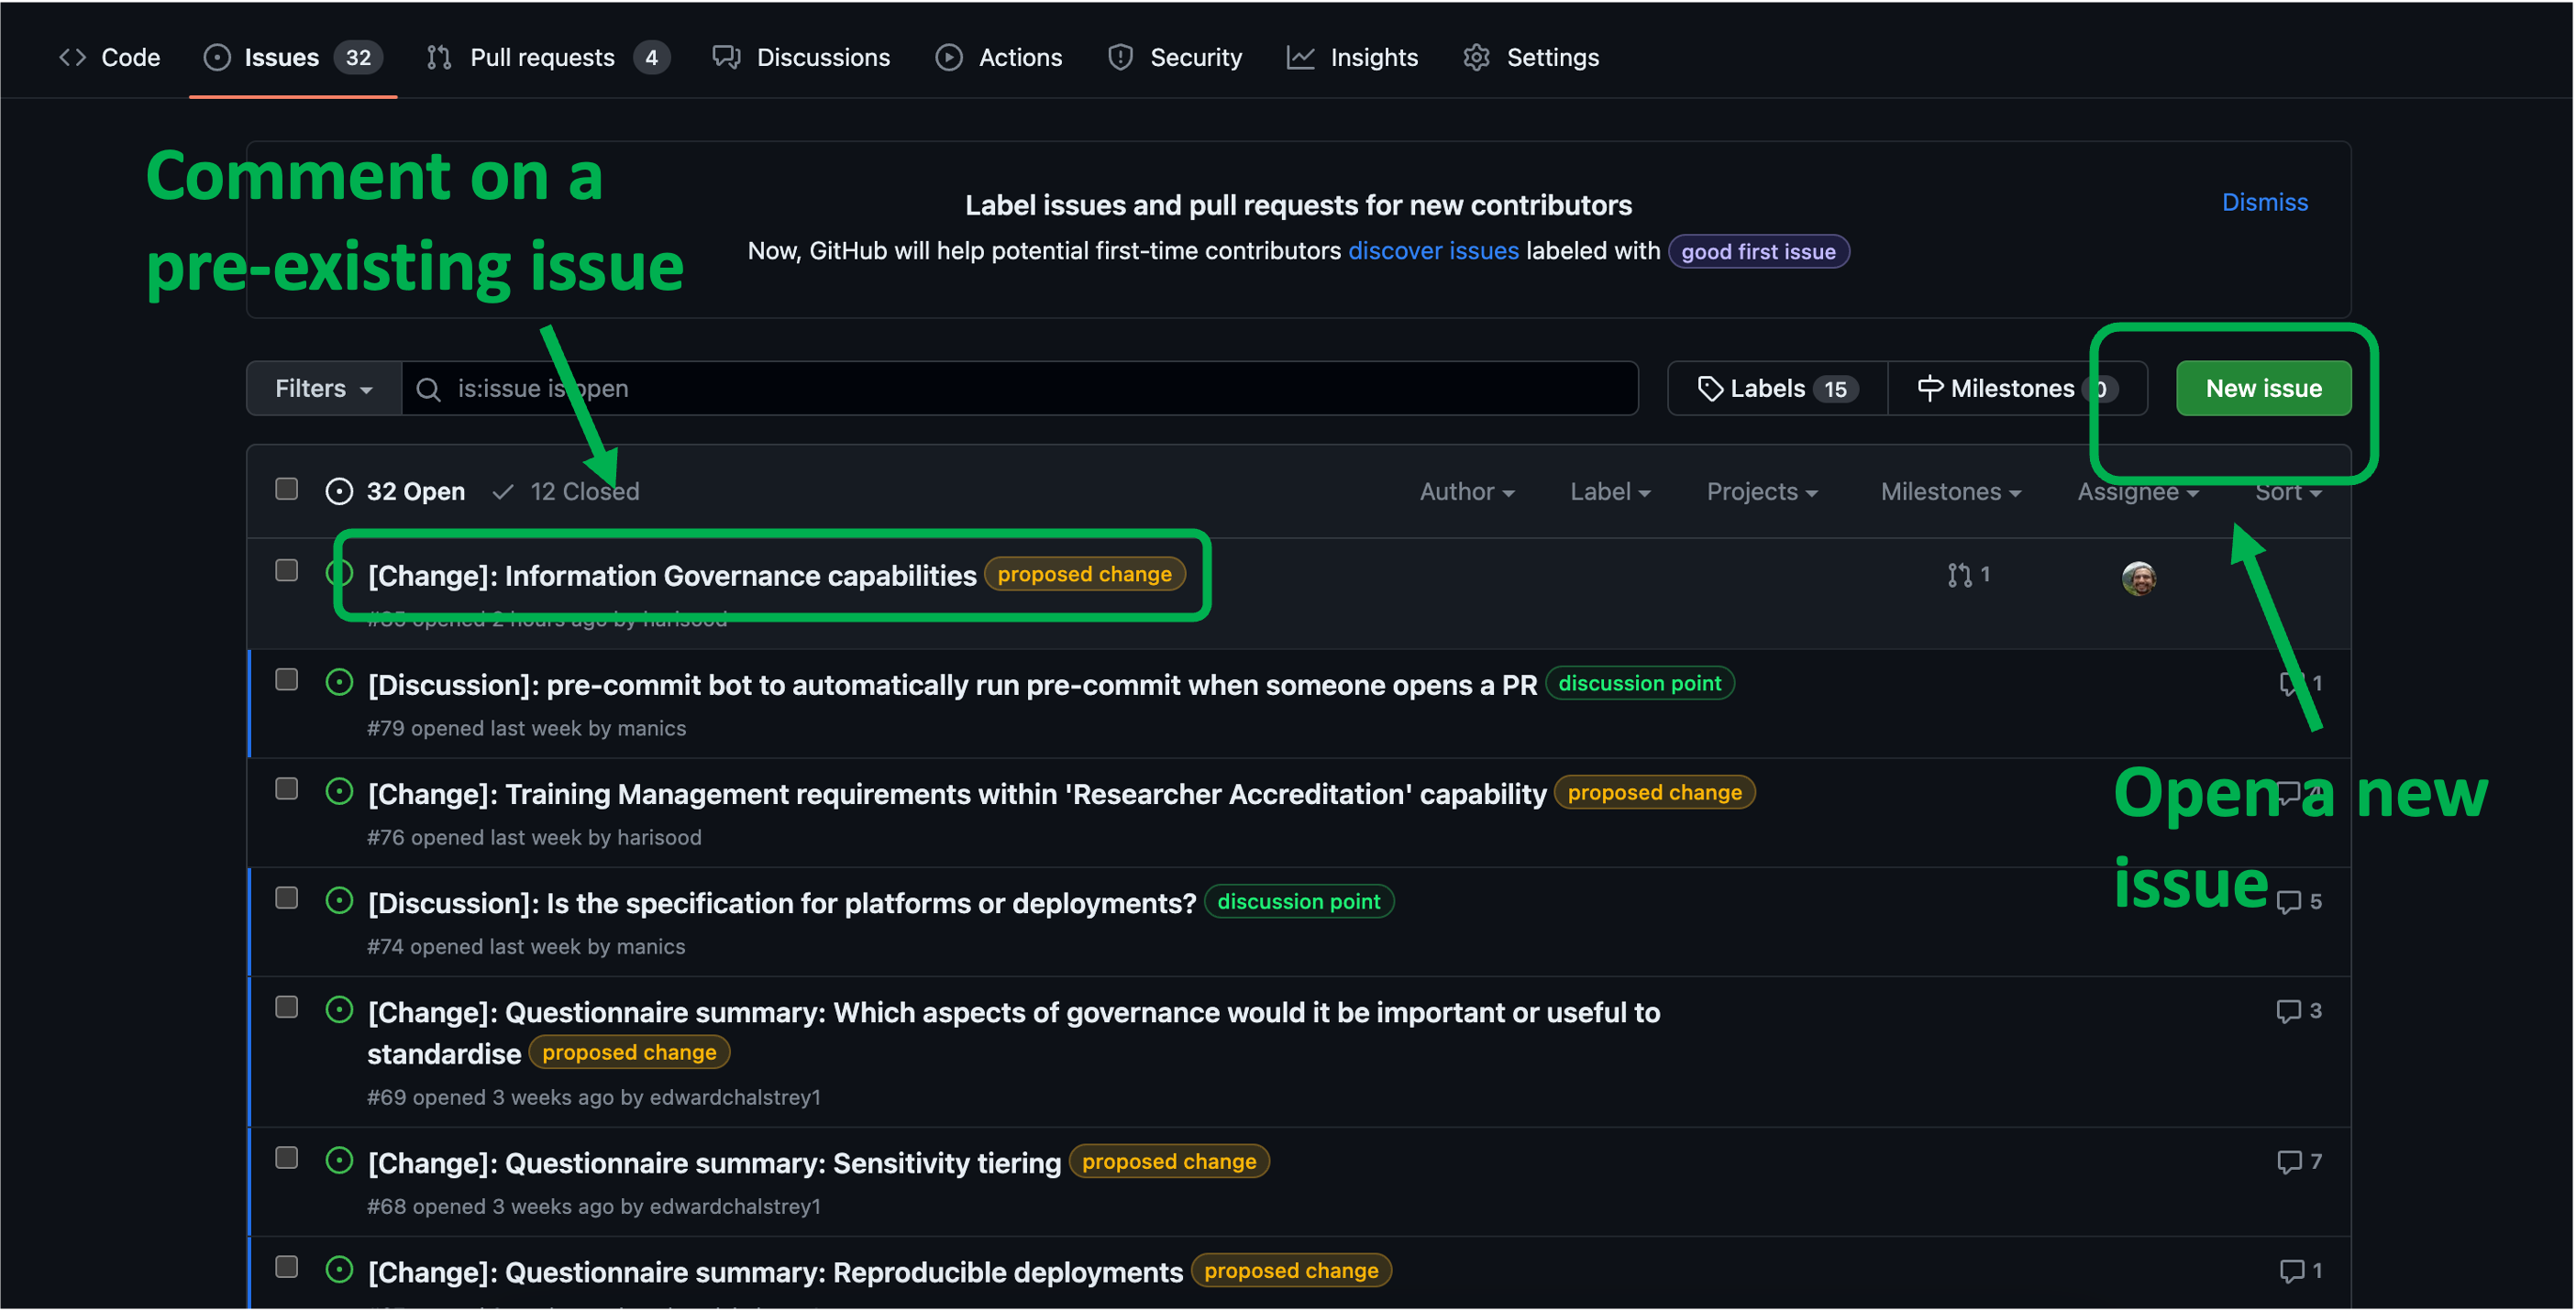 Code Issues 32 Pull requests 4 Discussions Actions Security Insights Settings
Comment on a
pre-existing issue
Label issues and pull requests for new contributors
Dismiss
Now, GitHub will help potential first-time contributors discover issues labeled with good first issue
Filters is:issue is:open Labels 15 Milestones 0 New issue
32 Open 12 Closed Author Label Projects Milestones Assignee Sort
[Change]: Information Governance capabilities proposed change 1
opened 2 hours ago by harisood
[Discussion]: pre-commit bot to automatically run pre-commit when someone opens a PR discussion point 1
#79 opened last week by manics
[Change]: Training Management requirements within 'Researcher Accreditation' capability proposed change
#76 opened last week by harisood
Open a new
issue
[Discussion]: Is the specification for platforms or deployments? discussion point 5
#74 opened last week by manics
[Change]: Questionnaire summary: Which aspects of governance would it be important or useful to 3
standardise proposed change
#69 opened 3 weeks ago by edwardchalstrey1
[Change]: Questionnaire summary: Sensitivity tiering proposed change 7
#68 opened 3 weeks ago by edwardchalstrey1
[Change]: Questionnaire summary: Reproducible deployments proposed change 1